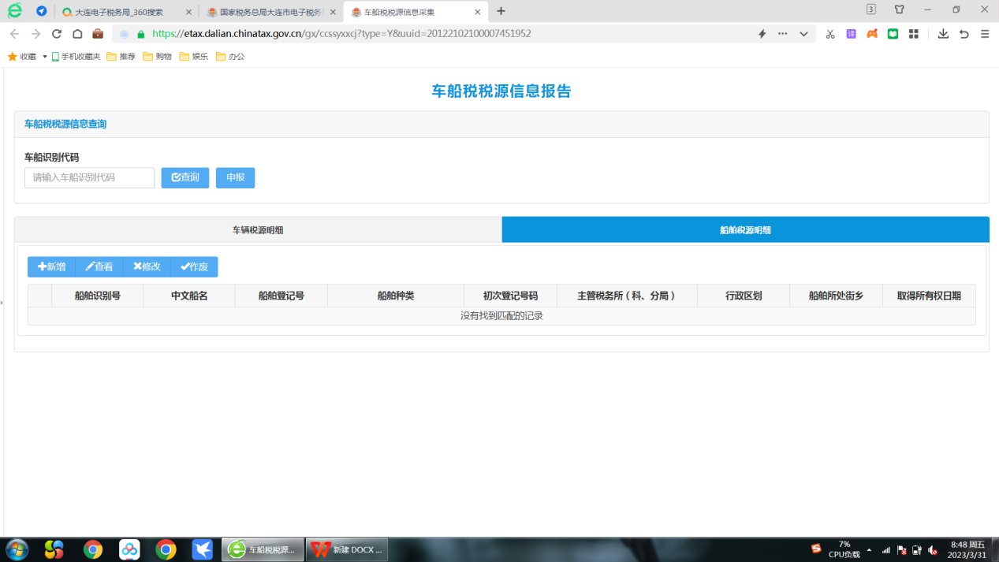 大连电子税务局_360搜索
国家税务总局大连市电子税务
车船税税源信息采集
3
https://etax.dalian.chinatax.gov.cn/gx/ccssyxxcj?type=Y&uuid=20122102100007451952
译
收藏 手机收藏夹 推荐 购物 娱乐 办公
车船税税源信息报告
车船税税源信息查询
车船识别代码
请输入车船识别代码 查询 申报
车辆税源明细 船舶税源明细
新增 查看 修改 作废
船舶识别号 中文船名 船舶登记号 船舶种类 初次登记号码 主管税务所（科、分局） 行政区划 船舶所处街乡 取得所有权日期
没有找到匹配的记录
车船税税源...
新建 DOCX ...
7%
CPU负载
8:48 周五
2023/3/31